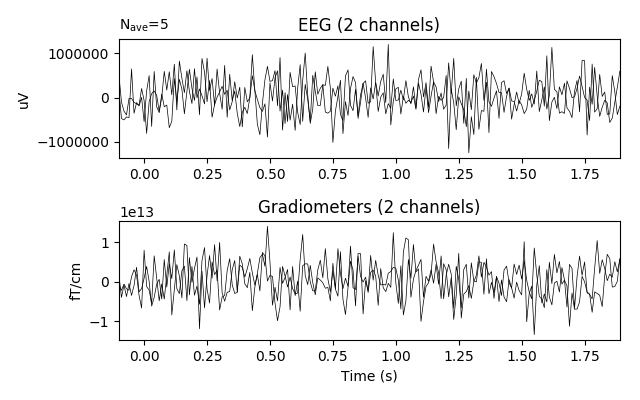 N_ave=5
EEG (2 channels)
1000000
0
−1000000
uV
0.00 0.25 0.50 0.75 1.00 1.25 1.50 1.75
1e13
Gradiometers (2 channels)
1
0
−1
fT/cm
0.00 0.25 0.50 0.75 1.00 1.25 1.50 1.75
Time (s)